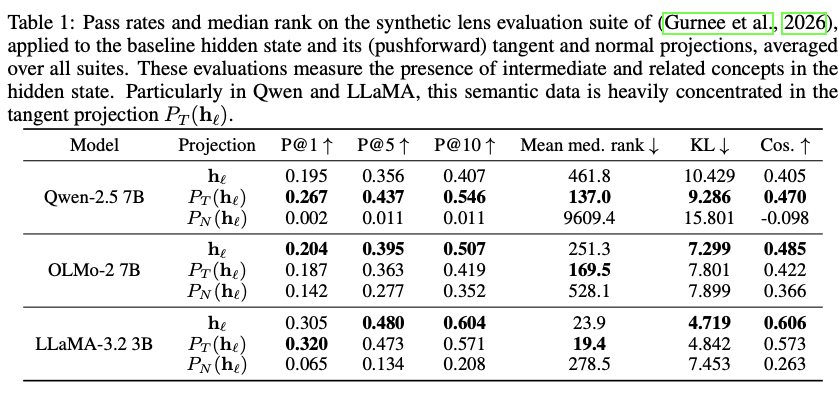 Table 1: Pass rates and median rank on the synthetic lens evaluation suite of (Gurnee et al., 2026),
applied to the baseline hidden state and its (pushforward) tangent and normal projections, averaged
over all suites. These evaluations measure the presence of intermediate and related concepts in the
hidden state. Particularly in Qwen and LLaMA, this semantic data is heavily concentrated in the
tangent projection P_T(h_ℓ).
Model Projection P@1 ↑ P@5 ↑ P@10 ↑ Mean med. rank ↓ KL ↓ Cos. ↑
h_ℓ 0.195 0.356 0.407 461.8 10.429 0.405
Qwen-2.5 7B P_T(h_ℓ) 0.267 0.437 0.546 137.0 9.286 0.470
P_N(h_ℓ) 0.002 0.011 0.011 9609.4 15.801 -0.098
h_ℓ 0.204 0.395 0.507 251.3 7.299 0.485
OLMo-2 7B P_T(h_ℓ) 0.187 0.363 0.419 169.5 7.801 0.422
P_N(h_ℓ) 0.142 0.277 0.352 528.1 7.899 0.366
h_ℓ 0.305 0.480 0.604 23.9 4.719 0.606
LLaMA-3.2 3B P_T(h_ℓ) 0.320 0.473 0.571 19.4 4.842 0.573
P_N(h_ℓ) 0.065 0.134 0.208 278.5 7.453 0.263